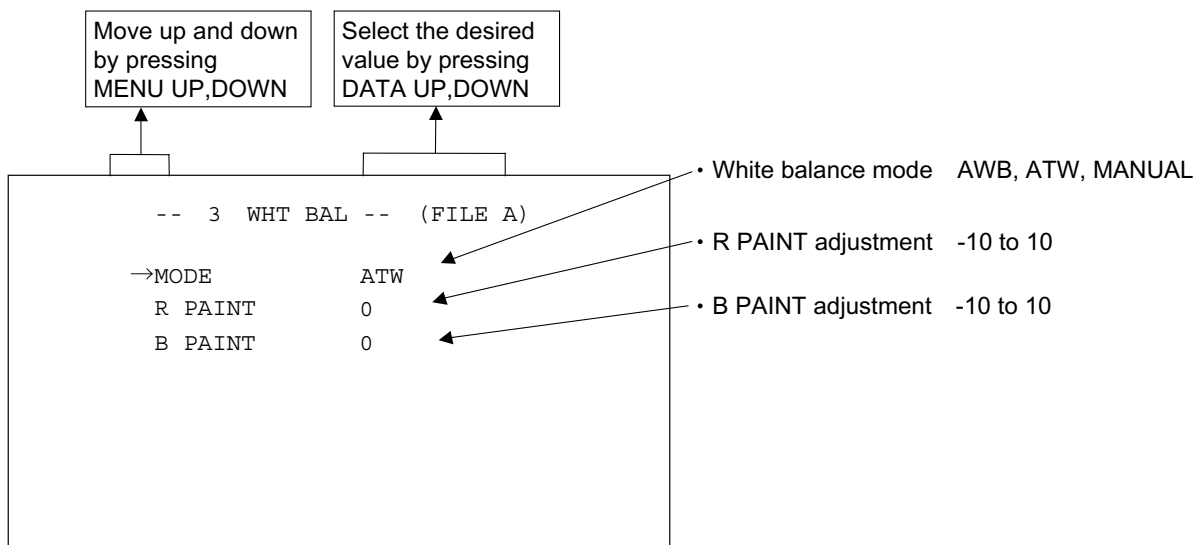 Move up and down
by pressing
MENU UP,DOWN
Select the desired
value by pressing
DATA UP,DOWN
-- 3 WHT BAL -- (FILE A)
→MODE ATW
R PAINT 0
B PAINT 0
• White balance mode AWB, ATW, MANUAL
• R PAINT adjustment -10 to 10
• B PAINT adjustment -10 to 10